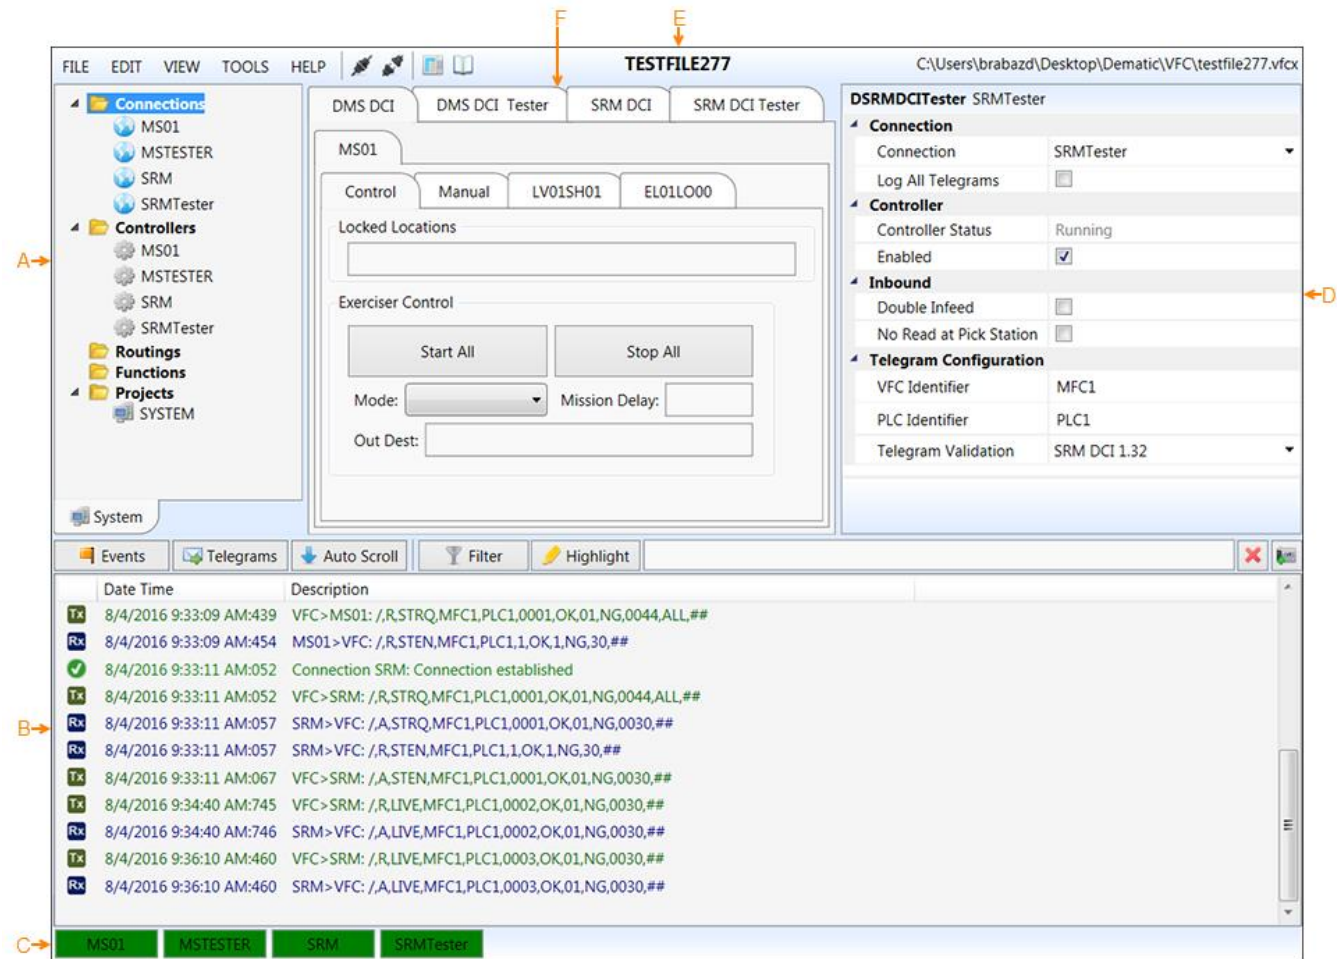 F E
FILE EDIT VIEW TOOLS HELP TESTFILE277 C:\Users\brabazd\Desktop\Dematic\VFC\testfile277.vfcx
Connections
MS01
MSTESTER
SRM
SRMTester
Controllers
MS01
MSTESTER
SRM
SRMTester
Routings
Functions
Projects
SYSTEM
System
A
DMS DCI DMS DCI Tester SRM DCI SRM DCI Tester
MS01
Control Manual LV01SH01 EL01LO00
Locked Locations
Exerciser Control
Start All Stop All
Mode: Mission Delay:
Out Dest:
DSRMDCITester SRMTester
Connection
Connection SRMTester
Log All Telegrams
Controller
Controller Status Running
Enabled
Inbound
Double Infeed
No Read at Pick Station
Telegram Configuration
VFC Identifier MFC1
PLC Identifier PLC1
Telegram Validation SRM DCI 1.32
D
Events Telegrams Auto Scroll Filter Highlight
Date Time Description
Tx 8/4/2016 9:33:09 AM:439 VFC>MS01: /,R,STRQ,MFC1,PLC1,0001,OK,01,NG,0044,ALL,##
Rx 8/4/2016 9:33:09 AM:454 MS01>VFC: /,R,STEN,MFC1,PLC1,1,OK,1,NG,30,##
8/4/2016 9:33:11 AM:052 Connection SRM: Connection established
Tx 8/4/2016 9:33:11 AM:052 VFC>SRM: /,R,STRQ,MFC1,PLC1,0001,OK,01,NG,0044,ALL,##
B
Rx 8/4/2016 9:33:11 AM:057 SRM>VFC: /,A,STRQ,MFC1,PLC1,0001,OK,01,NG,0030,##
Rx 8/4/2016 9:33:11 AM:057 SRM>VFC: /,R,STEN,MFC1,PLC1,1,OK,1,NG,30,##
Tx 8/4/2016 9:33:11 AM:067 VFC>SRM: /,A,STEN,MFC1,PLC1,0001,OK,01,NG,0030,##
Tx 8/4/2016 9:34:40 AM:745 VFC>SRM: /,R,LIVE,MFC1,PLC1,0002,OK,01,NG,0030,##
Rx 8/4/2016 9:34:40 AM:746 SRM>VFC: /,A,LIVE,MFC1,PLC1,0002,OK,01,NG,0030,##
Tx 8/4/2016 9:36:10 AM:460 VFC>SRM: /,R,LIVE,MFC1,PLC1,0003,OK,01,NG,0030,##
Rx 8/4/2016 9:36:10 AM:460 SRM>VFC: /,A,LIVE,MFC1,PLC1,0003,OK,01,NG,0030,##
C MS01 MSTESTER SRM SRMTester